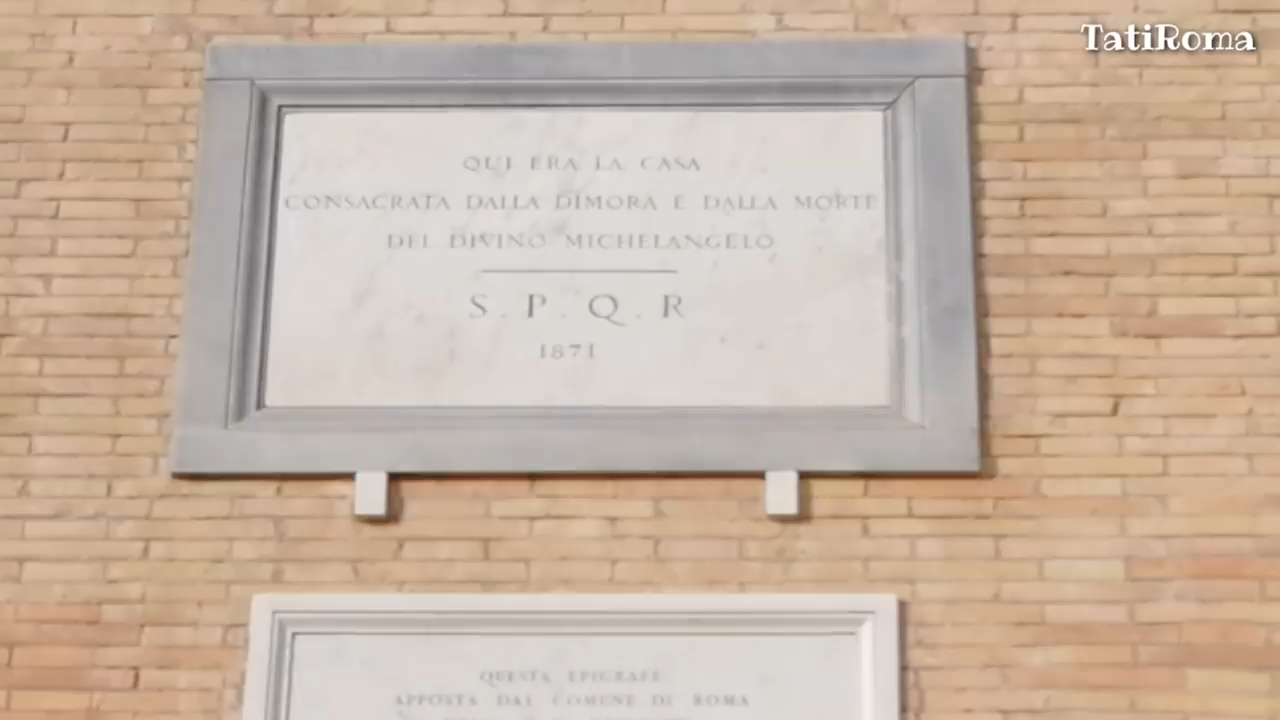 TatiRoma
QUI ERA LA CASA
CONSACRATA DALLA DIMORA E DALLA MORTE
DEL DIVINO MICHELANGELO
S.P.Q.R
1871
QUESTA EPIGRAFE
APPOSTA DAL COMUNE DI ROMA